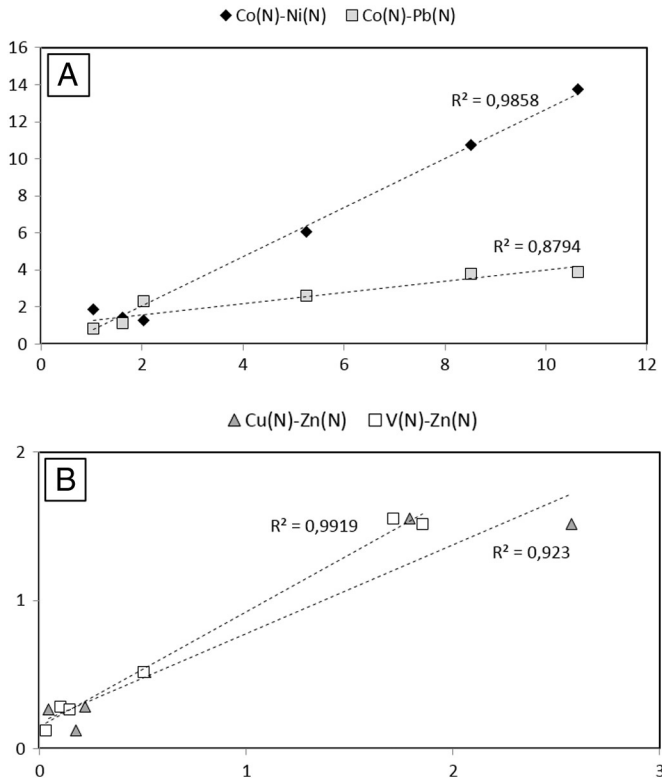 Co(N)-Ni(N) Co(N)-Pb(N)
16
A
14
R² = 0,9858
12
10
8
6
R² = 0,8794
4
2
0
0 2 4 6 8 10 12
Cu(N)-Zn(N) V(N)-Zn(N)
2
B
R² = 0,9919
R² = 0,923
1
0
0 1 2 3